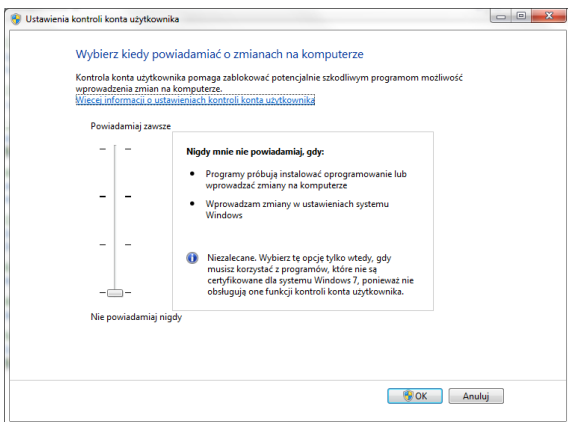 Ustawienia kontroli konta użytkownika
Wybierz kiedy powiadamiać o zmianach na komputerze
Kontrola konta użytkownika pomaga zablokować potencjalnie szkodliwym programom możliwość
wprowadzenia zmian na komputerze.
Więcej informacji o ustawieniach kontroli konta użytkownika
Powiadamiaj zawsze
Nigdy mnie nie powiadamiaj, gdy:
• Programy próbują instalować oprogramowanie lub
wprowadzać zmiany na komputerze
• Wprowadzam zmiany w ustawieniach systemu
Windows
Niezalecane. Wybierz tę opcję tylko wtedy, gdy
musisz korzystać z programów, które nie są
certyfikowane dla systemu Windows 7, ponieważ nie
obsługują one funkcji kontroli konta użytkownika.
Nie powiadamiaj nigdy
OK Anuluj